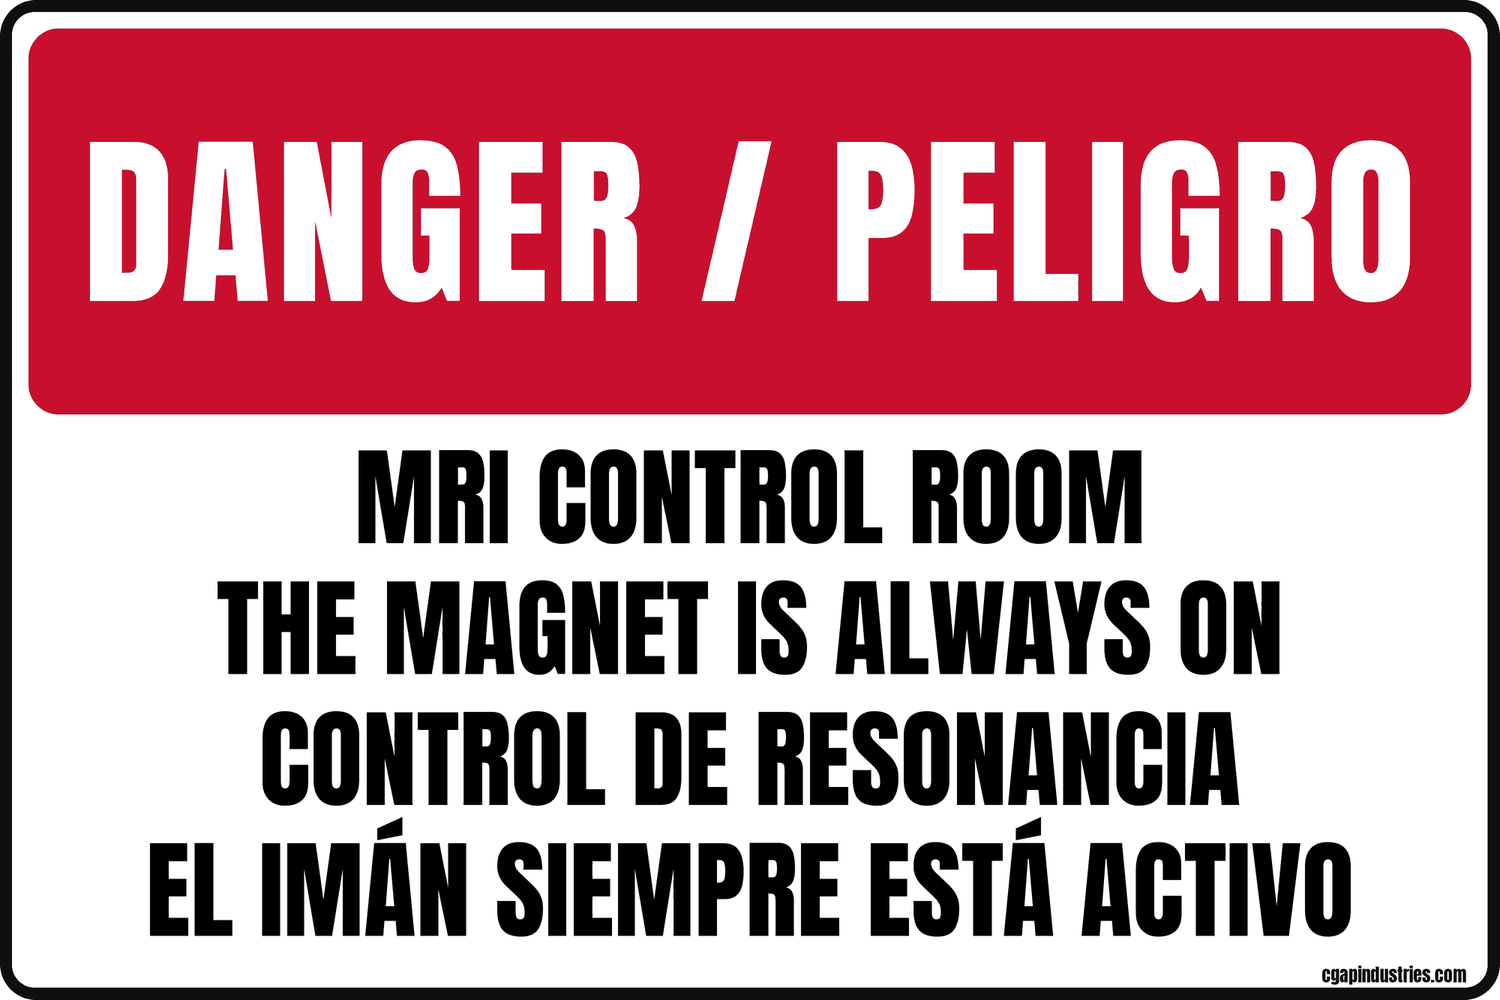 DANGER / PELIGRO
MRI CONTROL ROOM
THE MAGNET IS ALWAYS ON
CONTROL DE RESONANCIA
EL IMÁN SIEMPRE ESTÁ ACTIVO
cgapindustries.com